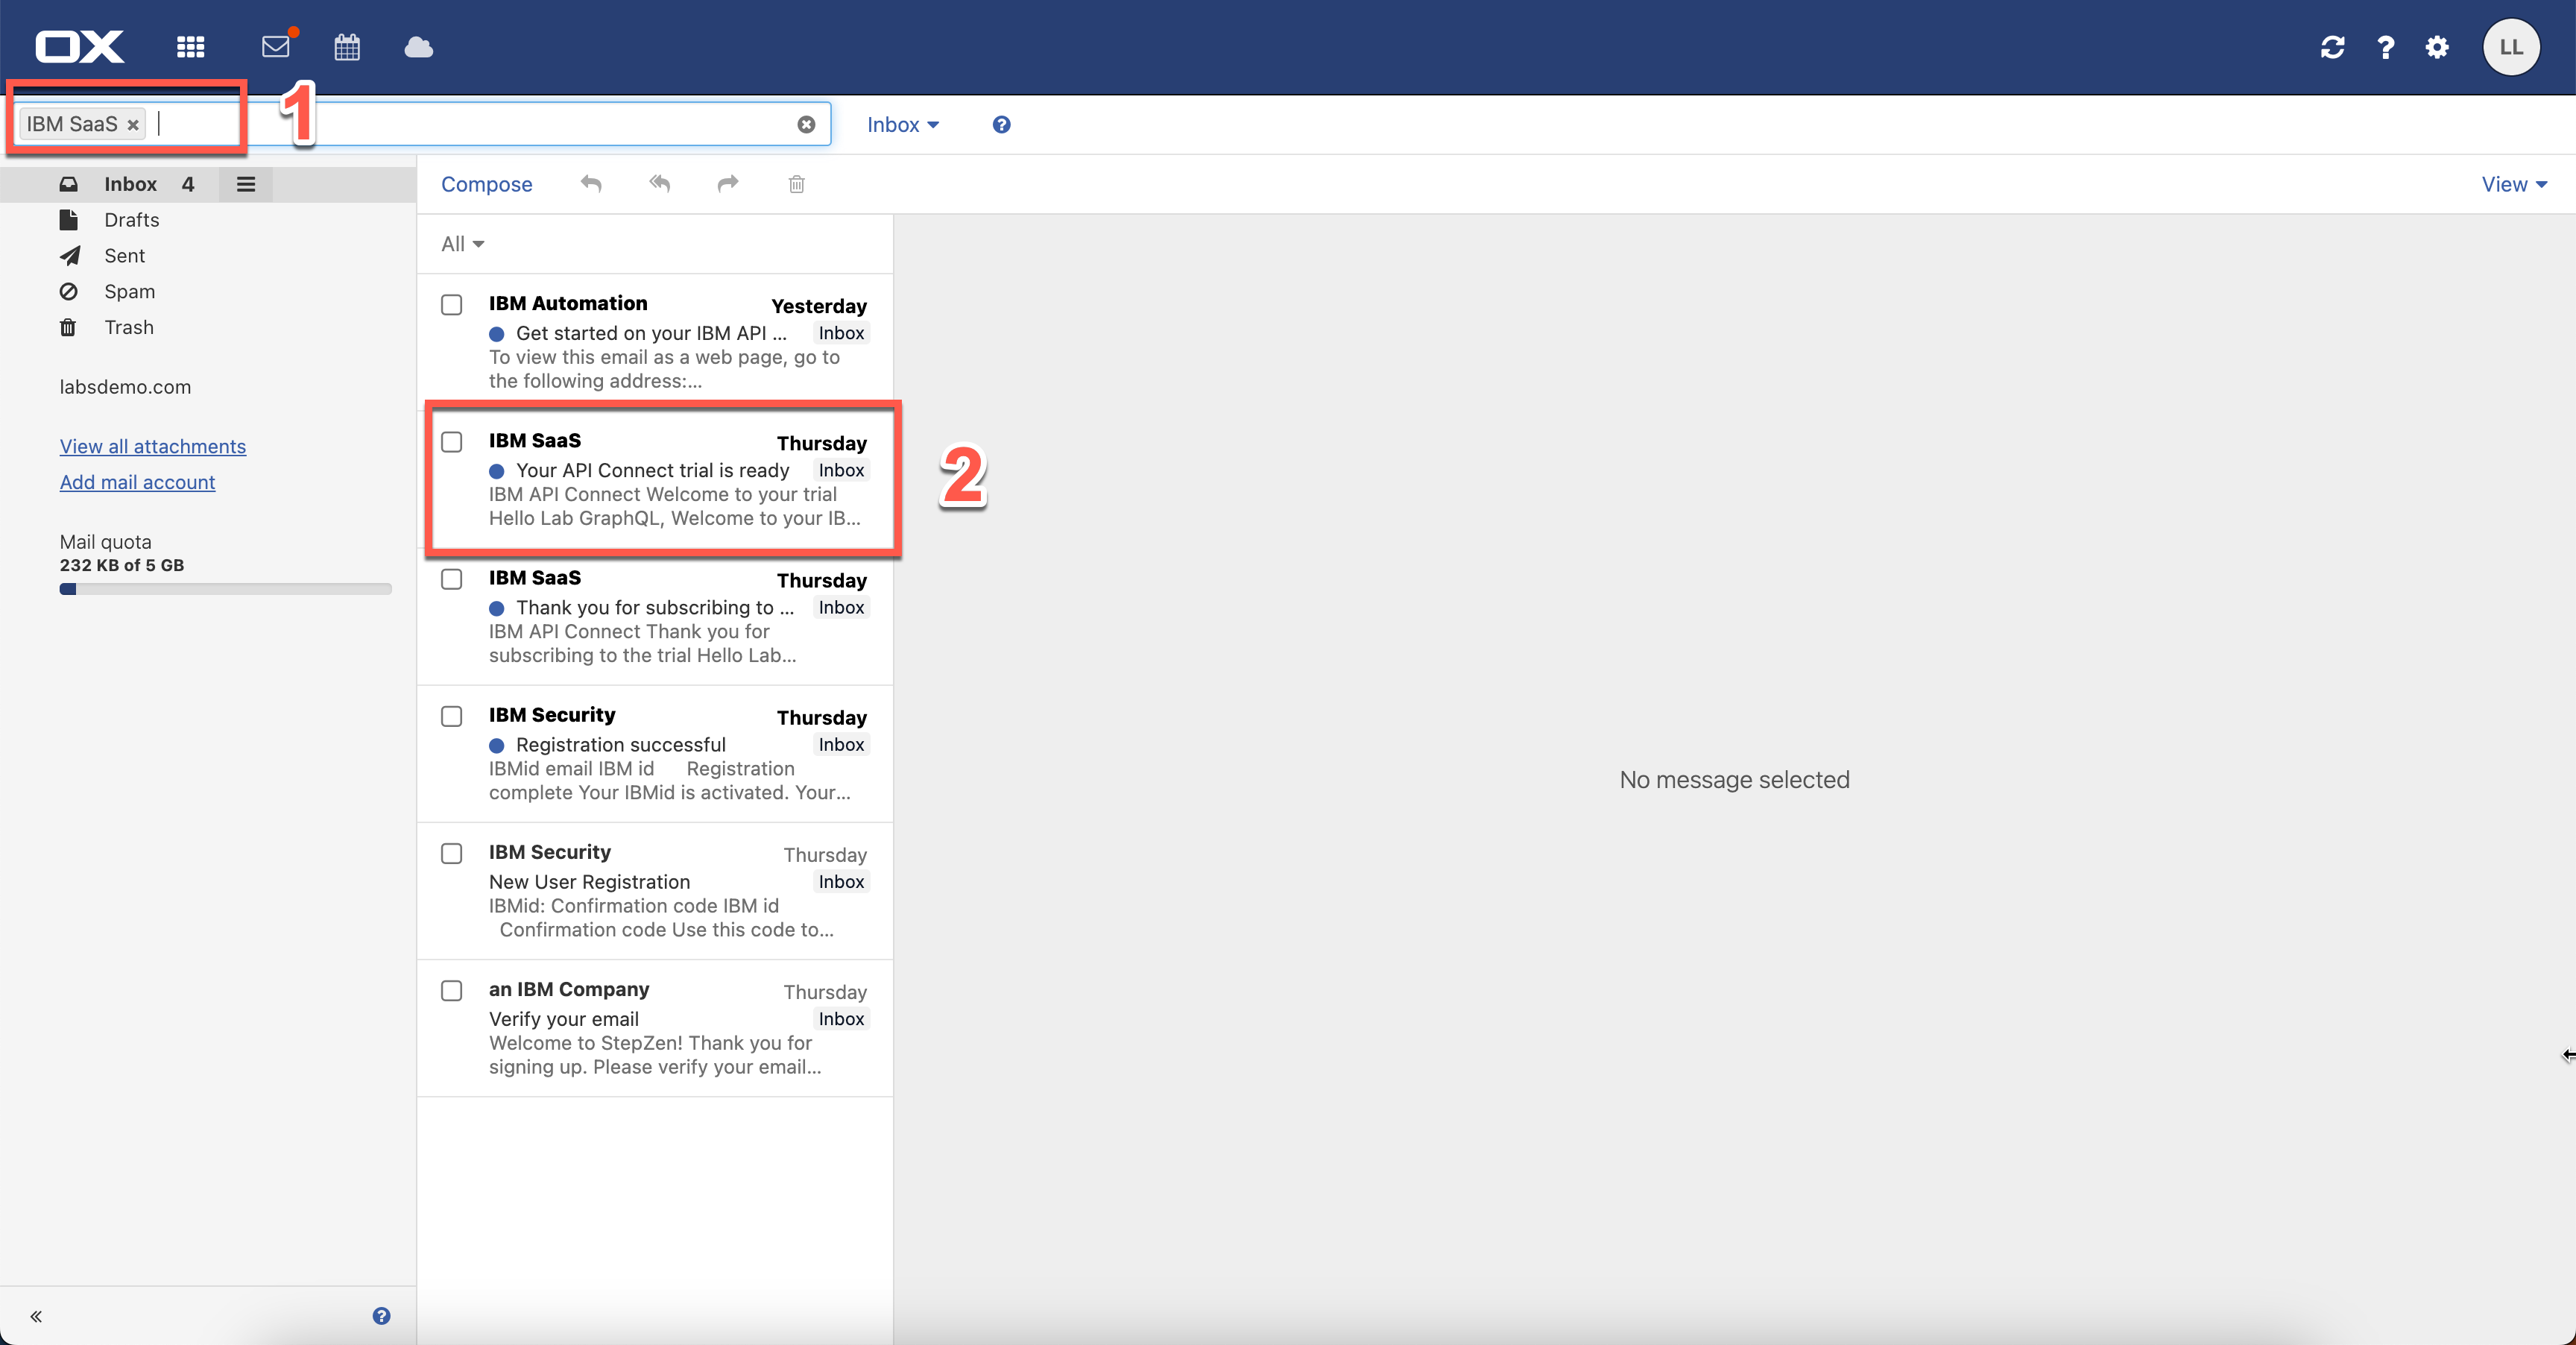 OX
LL
1
IBM SaaS ×
Inbox
Inbox 4
Drafts
Sent
Spam
Trash
labsdemo.com
View all attachments
Add mail account
Mail quota
232 KB of 5 GB
Compose
View
All
IBM Automation Yesterday
Get started on your IBM API ... Inbox
To view this email as a web page, go to
the following address:...
IBM SaaS Thursday
Your API Connect trial is ready Inbox
IBM API Connect Welcome to your trial
Hello Lab GraphQL, Welcome to your IB...
2
IBM SaaS Thursday
Thank you for subscribing to ... Inbox
IBM API Connect Thank you for
subscribing to the trial Hello Lab...
IBM Security Thursday
Registration successful Inbox
IBMid email IBM id Registration
complete Your IBMid is activated. Your...
IBM Security Thursday
New User Registration Inbox
IBMid: Confirmation code IBM id
Confirmation code Use this code to...
an IBM Company Thursday
Verify your email Inbox
Welcome to StepZen! Thank you for
signing up. Please verify your email...
No message selected